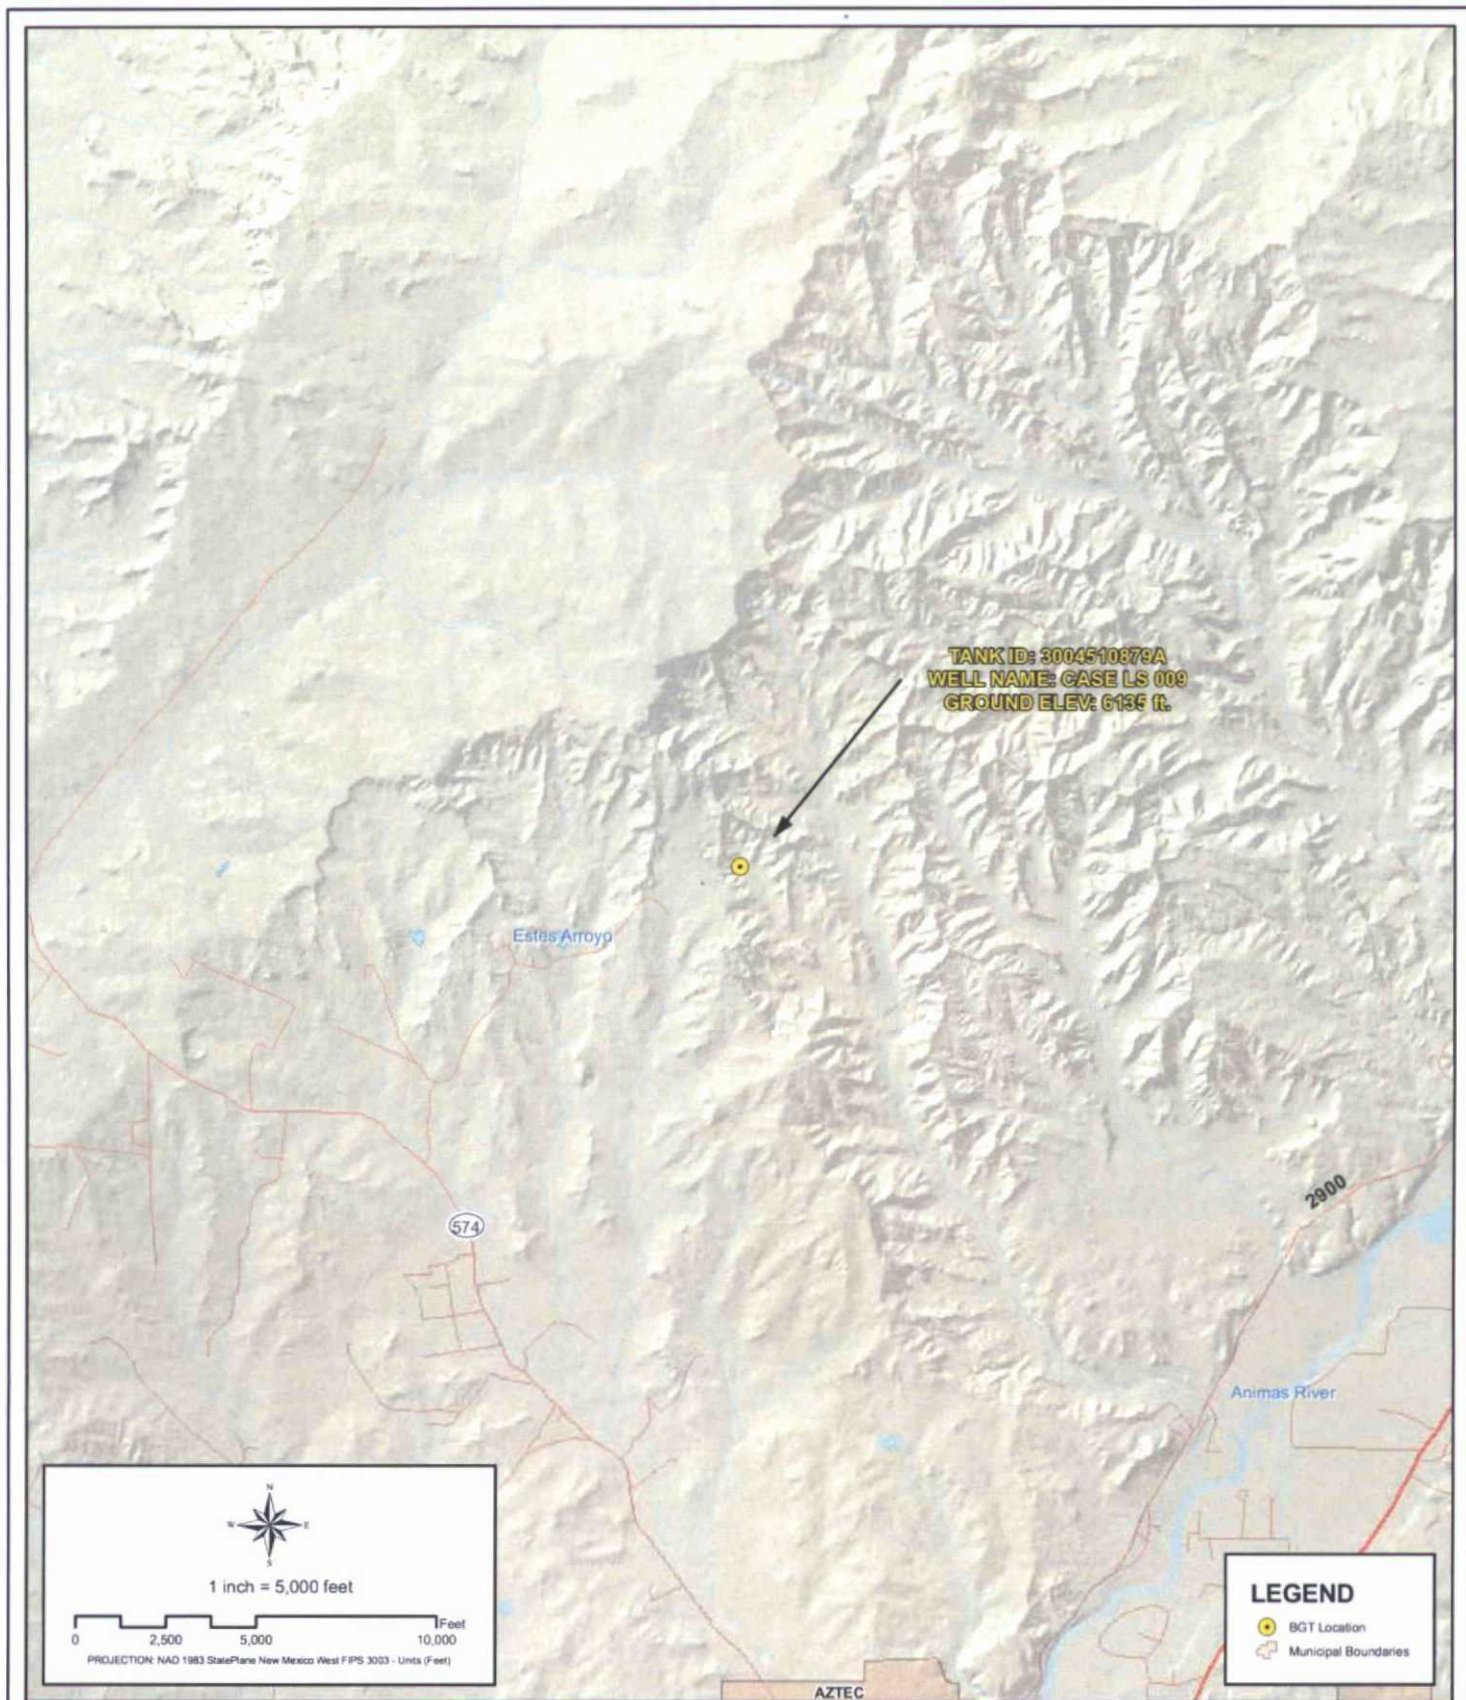 TANK ID: 3004510879A
WELL NAME: CASE LS 009
GROUND ELEV: 6135 ft.
Estes Arroyo
2900
574
Animas River
N
W E
S
1 inch = 5,000 feet
Feet
0 2,500 5,000 10,000
PROJECTION: NAD 1983 StatePlane New Mexico West FIPS 3003 - Units (Feet)
LEGEND
BGT Location
Municipal Boundaries
AZTEC